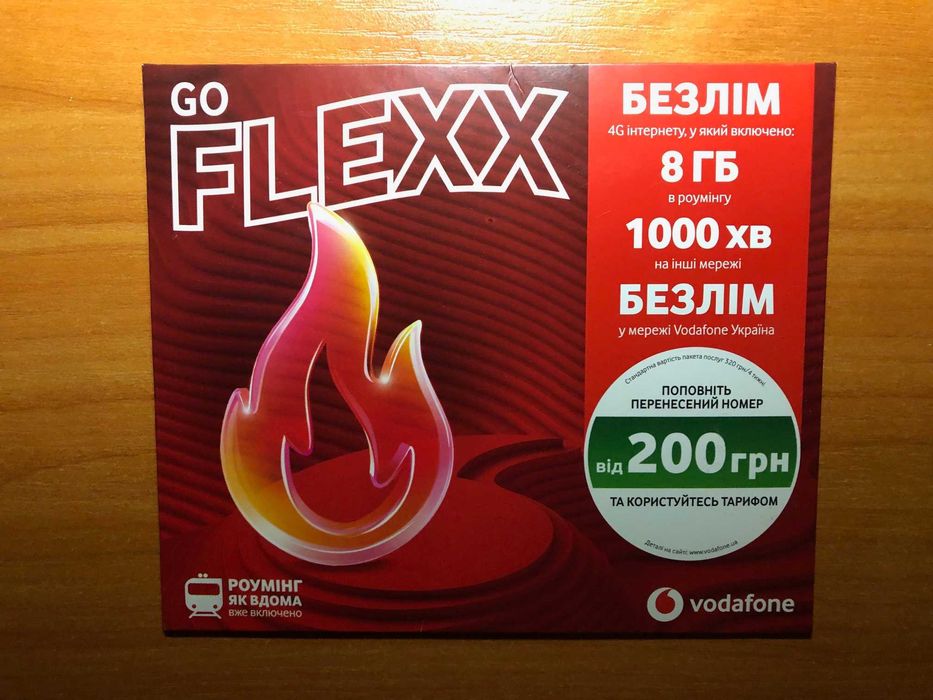 GO
FLEXX
БЕЗЛІМ
4G інтернету, у який включено:
8 ГБ
в роумінгу
1000 хв
на інші мережі
БЕЗЛІМ
у мережі Vodafone Україна
Стандартна вартість пакета послуг 320 грн/4 тижні.
ПОПОВНІТЬ
ПЕРЕНЕСЕНИЙ НОМЕР
від 200 грн
ТА КОРИСТУЙТЕСЬ ТАРИФОМ
Деталі на сайті: www.vodafone.ua
РОУМІНГ
ЯК ВДОМА
вже включено
vodafone